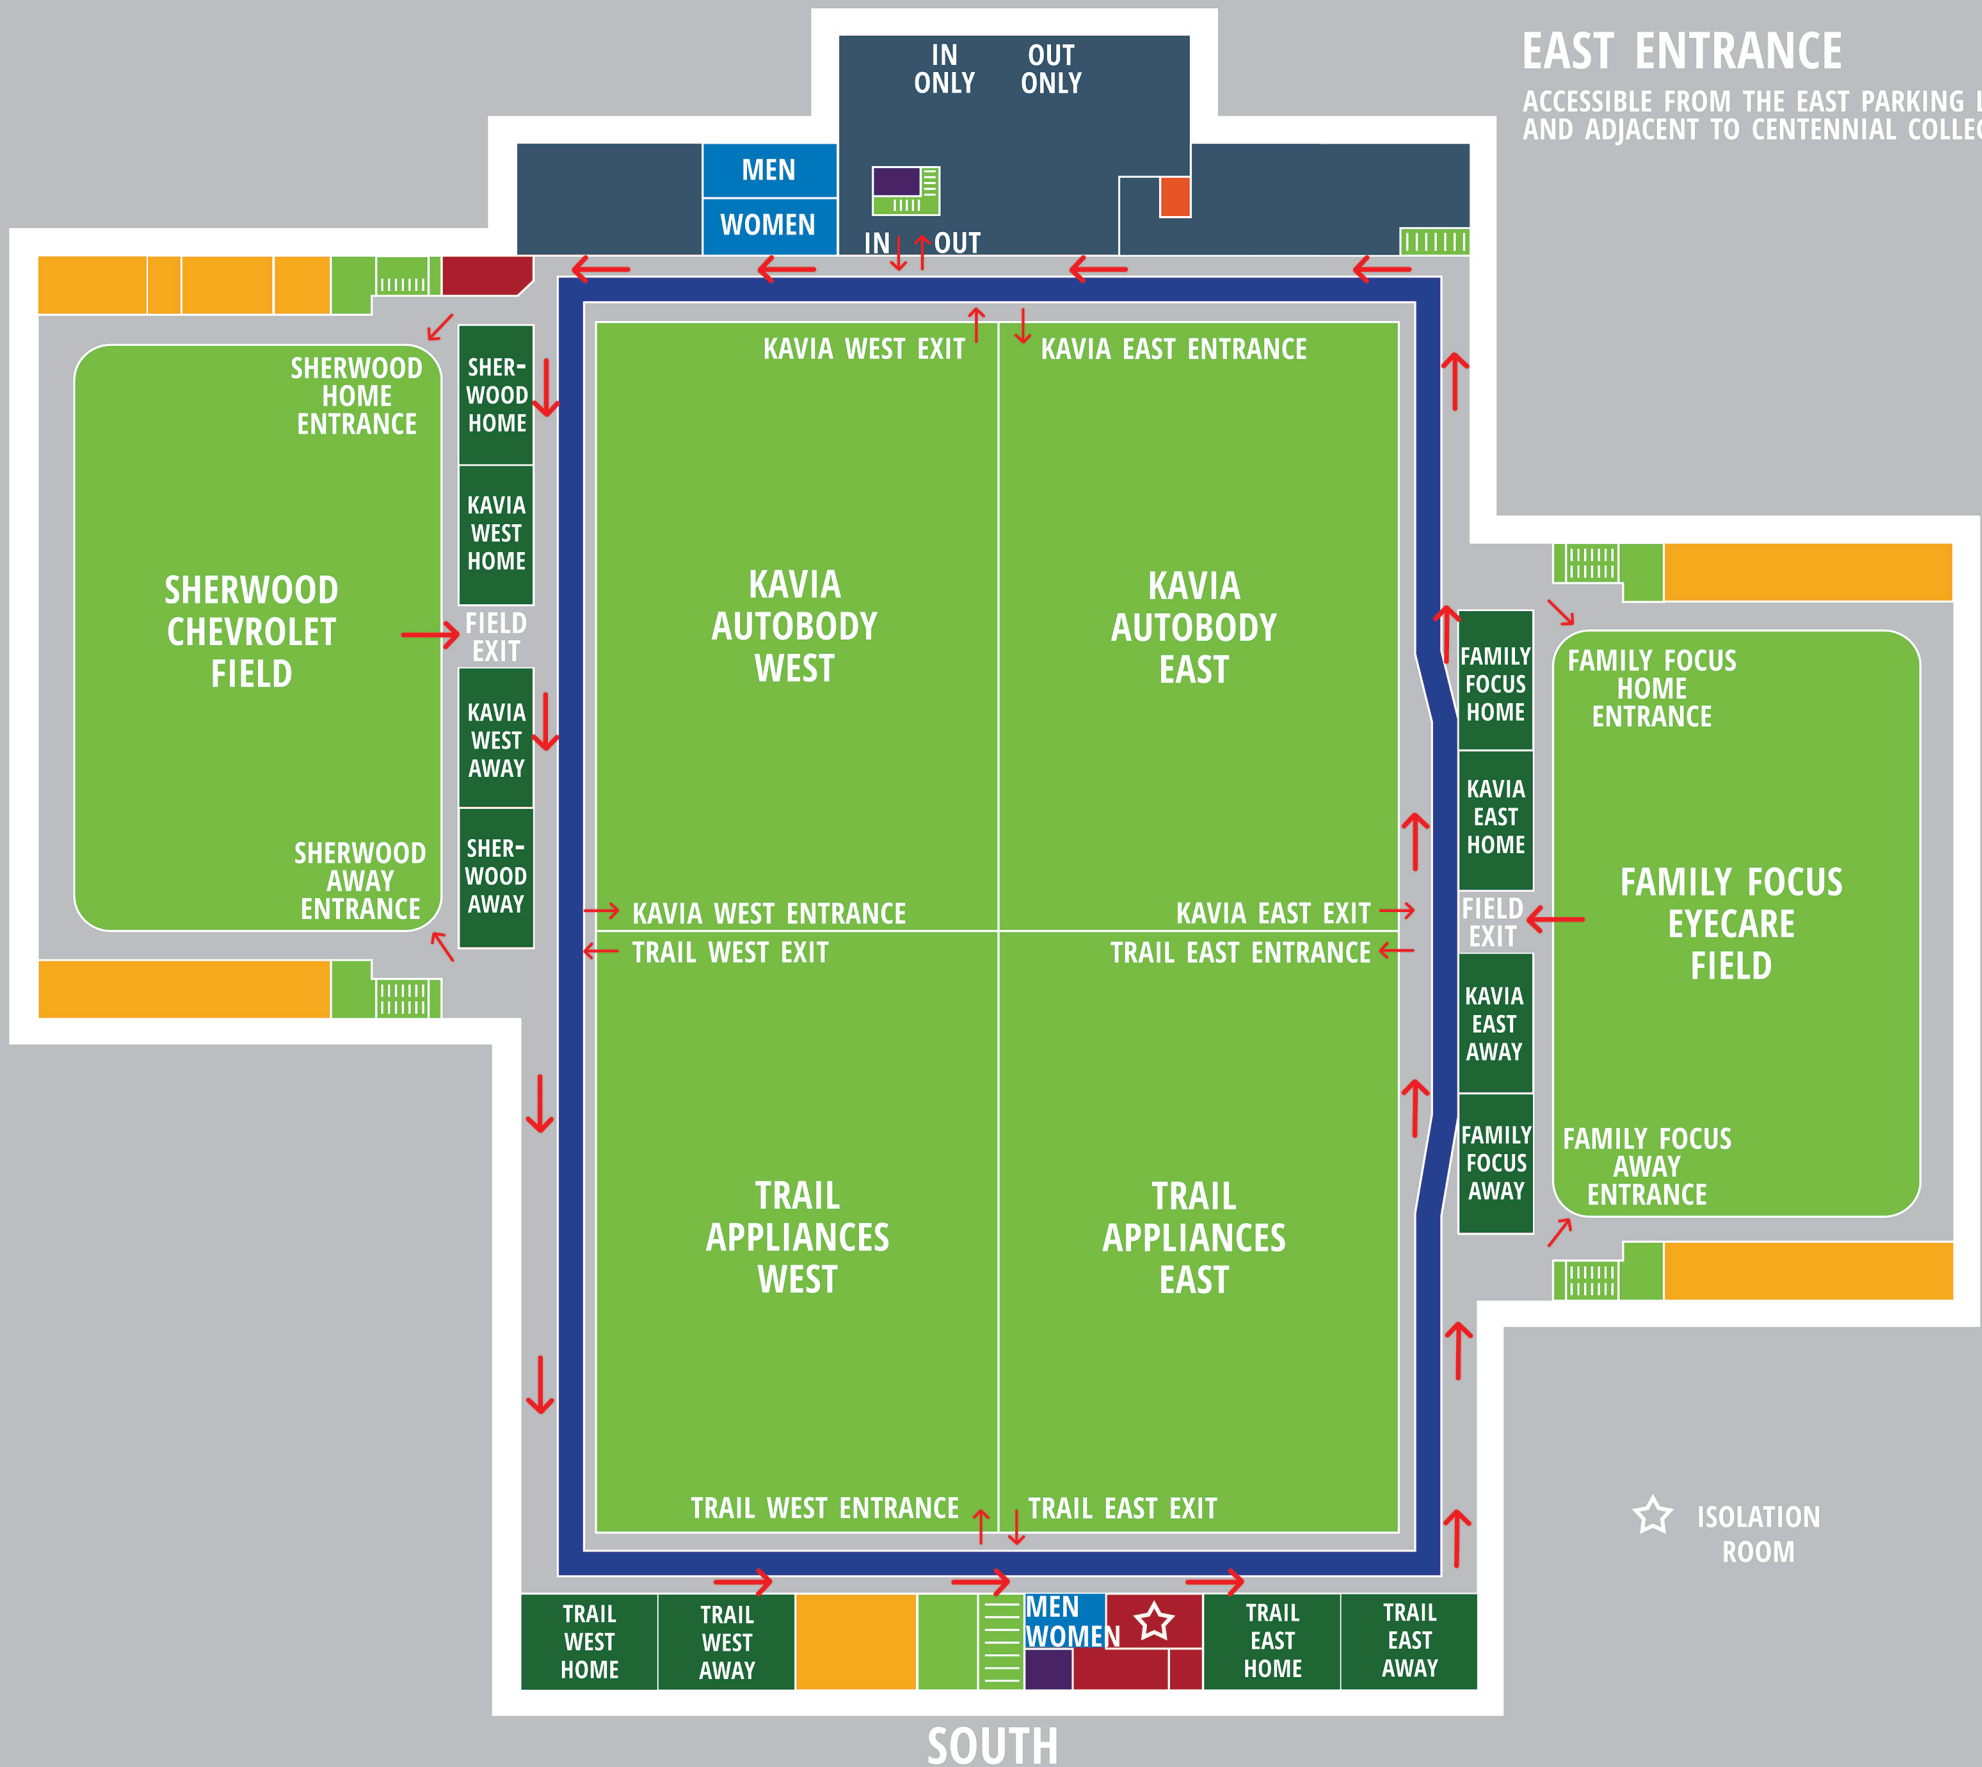 IN
ONLY
OUT
ONLY
EAST ENTRANCE
ACCESSIBLE FROM THE EAST PARKING
AND ADJACENT TO CENTENNIAL
MEN
WOMEN
IN
OUT
KAVIA WEST EXIT
KAVIA EAST ENTRANCE
SHERWOOD
HOME
ENTRANCE
SHER-
WOOD
HOME
KAVIA
WEST
HOME
SHERWOOD
CHEVROLET
FIELD
FIELD
EXIT
KAVIA
AUTOBODY
WEST
KAVIA
AUTOBODY
EAST
FAMILY
FOCUS
HOME
FAMILY FOCUS
HOME
ENTRANCE
KAVIA
WEST
AWAY
KAVIA
EAST
HOME
SHERWOOD
AWAY
ENTRANCE
SHER-
WOOD
AWAY
KAVIA WEST ENTRANCE
KAVIA EAST EXIT
TRAIL WEST EXIT
TRAIL EAST ENTRANCE
FIELD
EXIT
FAMILY FOCUS
EYECARE
FIELD
KAVIA
EAST
AWAY
FAMILY
FOCUS
AWAY
FAMILY FOCUS
AWAY
ENTRANCE
TRAIL
APPLIANCES
WEST
TRAIL
APPLIANCES
EAST
TRAIL WEST ENTRANCE
TRAIL EAST EXIT
ISOLATION
ROOM
TRAIL
WEST
HOME
TRAIL
WEST
AWAY
MEN
WOMEN
TRAIL
EAST
HOME
TRAIL
EAST
AWAY
SOUTH